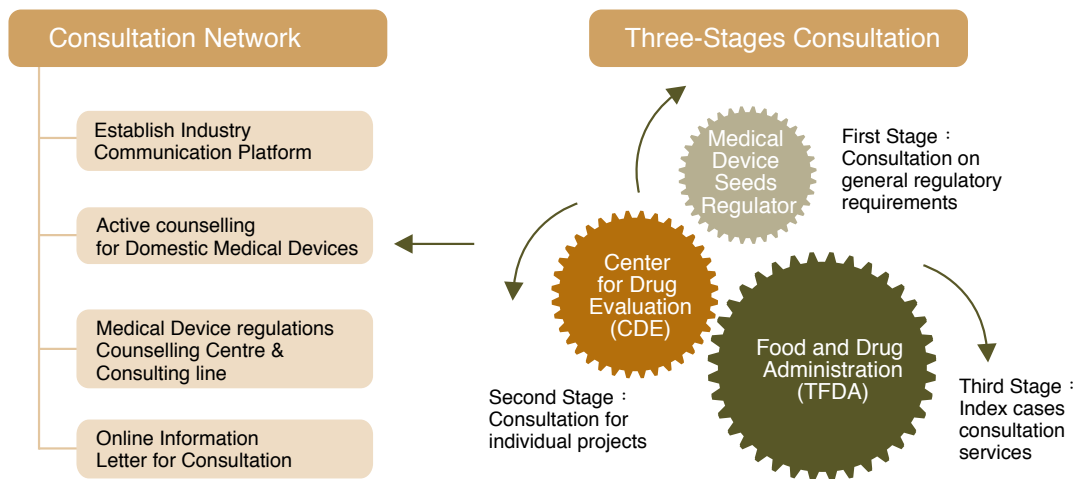 Consultation Network
Establish Industry
Communication Platform
Active counselling
for Domestic Medical Devices
Medical Device regulations
Counselling Centre &
Consulting line
Online Information
Letter for Consultation
Three-Stages Consultation
Medical
Device
Seeds
Regulator
First Stage：
Consultation on
general regulatory
requirements
Center
for Drug
Evaluation
(CDE)
Second Stage：
Consultation for
individual projects
Food and Drug
Administration
(TFDA)
Third Stage：
Index cases
consultation
services